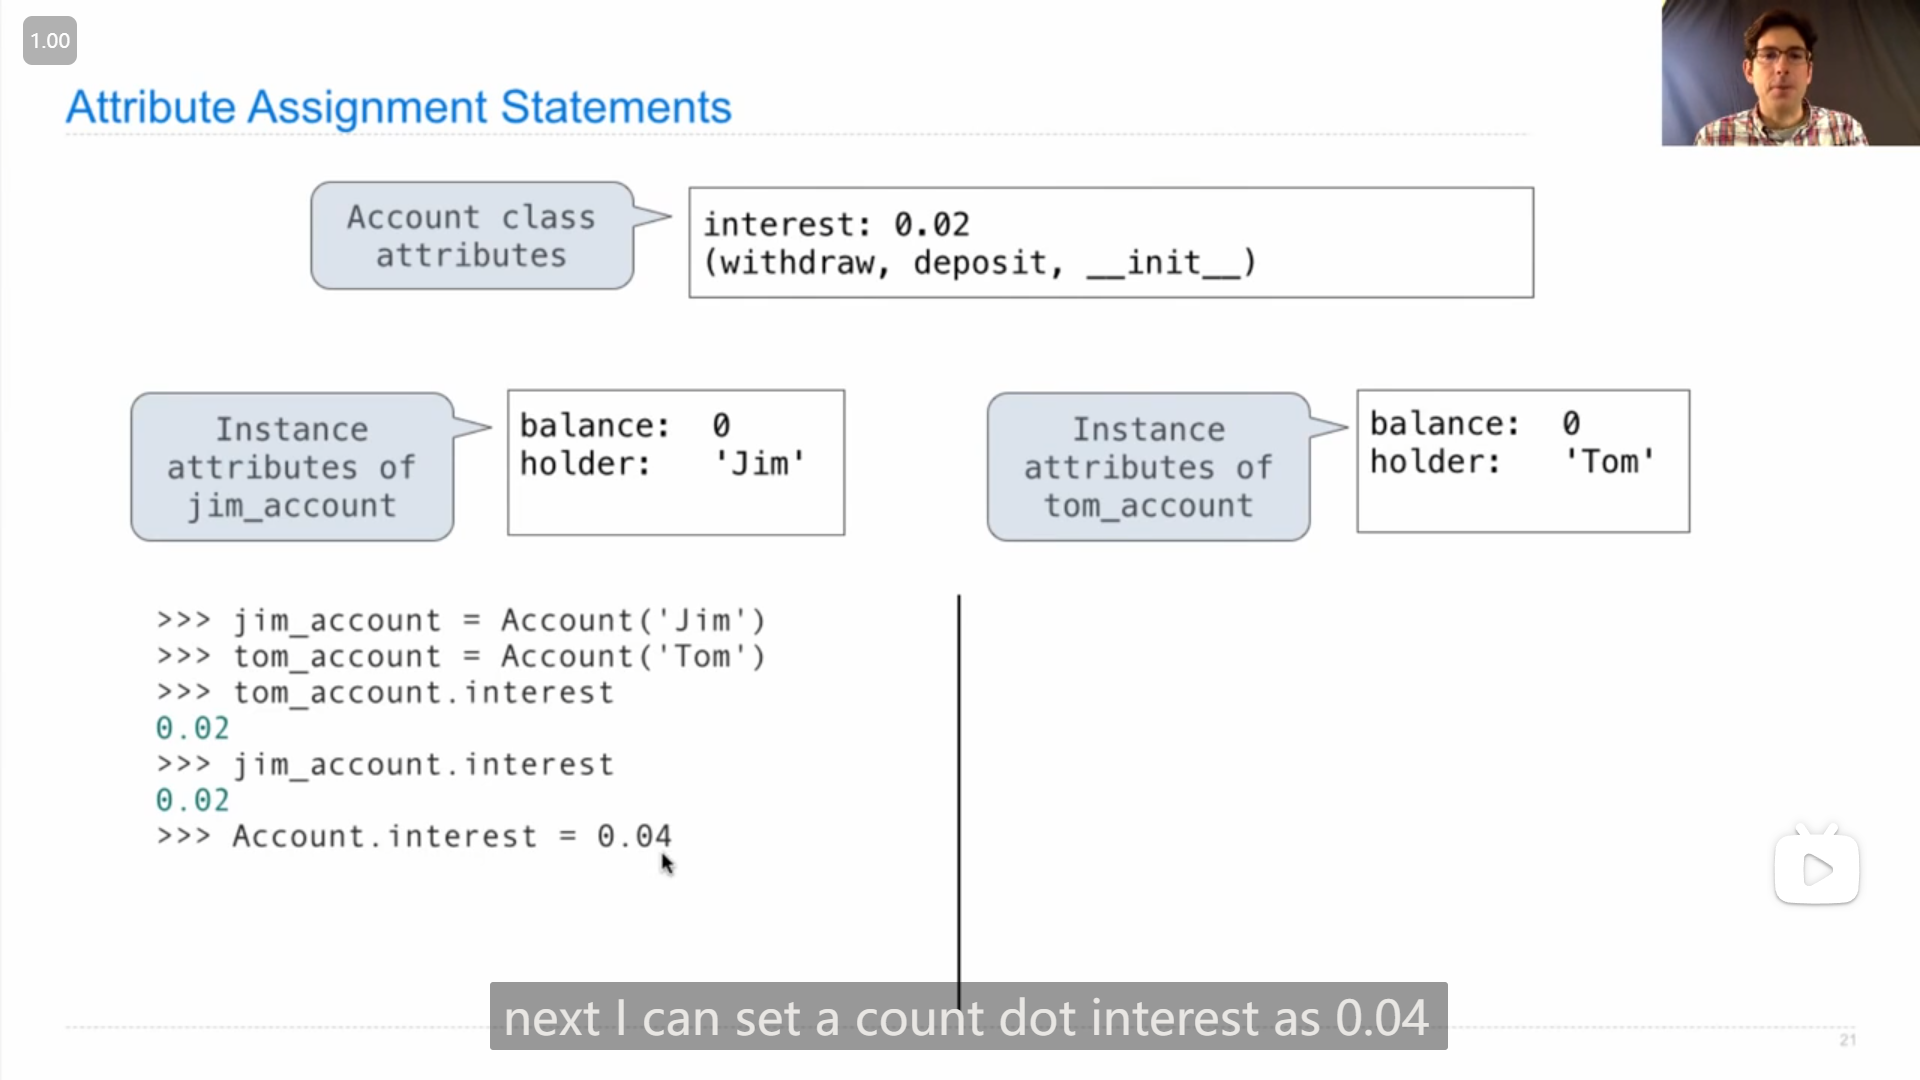 1.00
Attribute Assignment Statements
Account class
attributes
interest: 0.02
(withdraw, deposit, __init__)
Instance
attributes of
jim_account
balance: 0
holder: 'Jim'
Instance
attributes of
tom_account
balance: 0
holder: 'Tom'
>>> jim_account = Account('Jim')
>>> tom_account = Account('Tom')
>>> tom_account.interest
0.02
>>> jim_account.interest
0.02
>>> Account.interest = 0.04
next I can set a count dot interest as 0.04
21